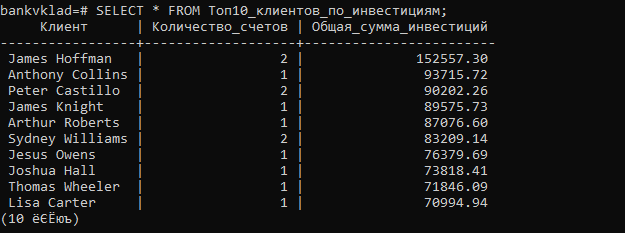 bankvklad=# SELECT * FROM Топ10_клиентов_по_инвестициям;
Клиент | Количество_счетов | Общая_сумма_инвестиций
-----------------+-------------------+------------------------
James Hoffman | 2 | 152557.30
Anthony Collins | 1 | 93715.72
Peter Castillo | 2 | 90202.26
James Knight | 1 | 89575.73
Arthur Roberts | 1 | 87076.60
Sydney Williams | 2 | 83209.14
Jesus Owens | 1 | 76379.69
Joshua Hall | 1 | 73818.41
Thomas Wheeler | 1 | 71846.09
Lisa Carter | 1 | 70994.94
(10 ёЄЁюъ)